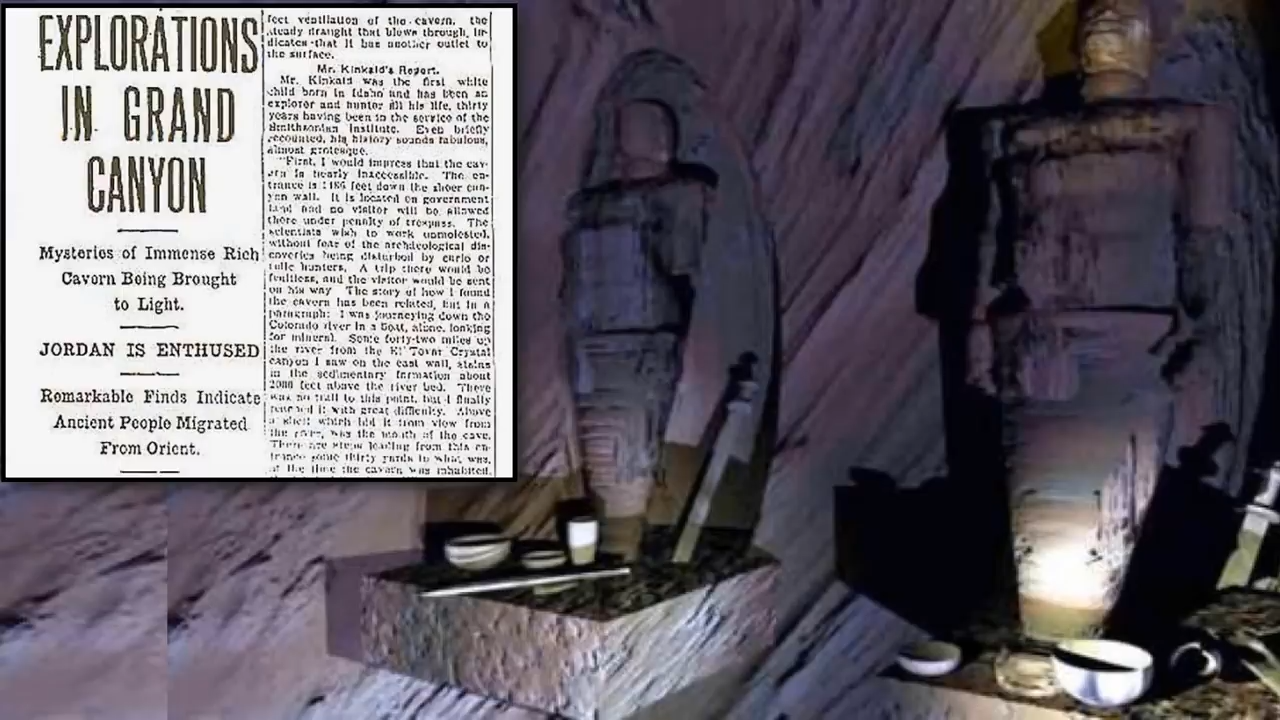 EXPLORATIONS
IN GRAND
CANYON
Mysteries of Immense Rich
Cavern Being Brought
to Light.
JORDAN IS ENTHUSED
Remarkable Finds Indicate
Ancient People Migrated
From Orient.
feet ventilation of the cavern, the
steady draught that blows through, in-
dicates that it has another outlet to
the surface.
Mr. Kinkaid's Report.
Mr. Kinkaid was the first white
child born in Idaho and has been an
explorer and hunter all his life, thirty
years having been in the service of the
Smithsonian Institute. Even briefly
recounted, his history sounds fabulous,
almost grotesque.
"First, I would impress that the cav-
ern is nearly inaccessible. The en-
trance is 1486 feet down the sheer can-
yon wall. It is located on government
land and no visitor will be allowed
there under penalty of trespass. The
scientists wish to work unmolested,
without fear of the archaeological dis-
coveries being disturbed by curio or
relic hunters. A trip there would be
fruitless, and the visitor would be sent
on his way. The story of how I found
the cavern has been related, but in a
paragraph: I was journeying down the
Colorado river in a boat, alone, looking
for mineral. Some forty-two miles up
the river from the El Tovar Crystal
canyon I saw on the east wall, stains
in the sedimentary formation about
2000 feet above the river bed. There
was no trail to this point, but I finally
reached it with great difficulty. Above
a shelf which hid it from view from
the river, was the mouth of the cave.
There are steps leading from this en-
trance some thirty yards to what was,
at the time the cavern was inhabited,